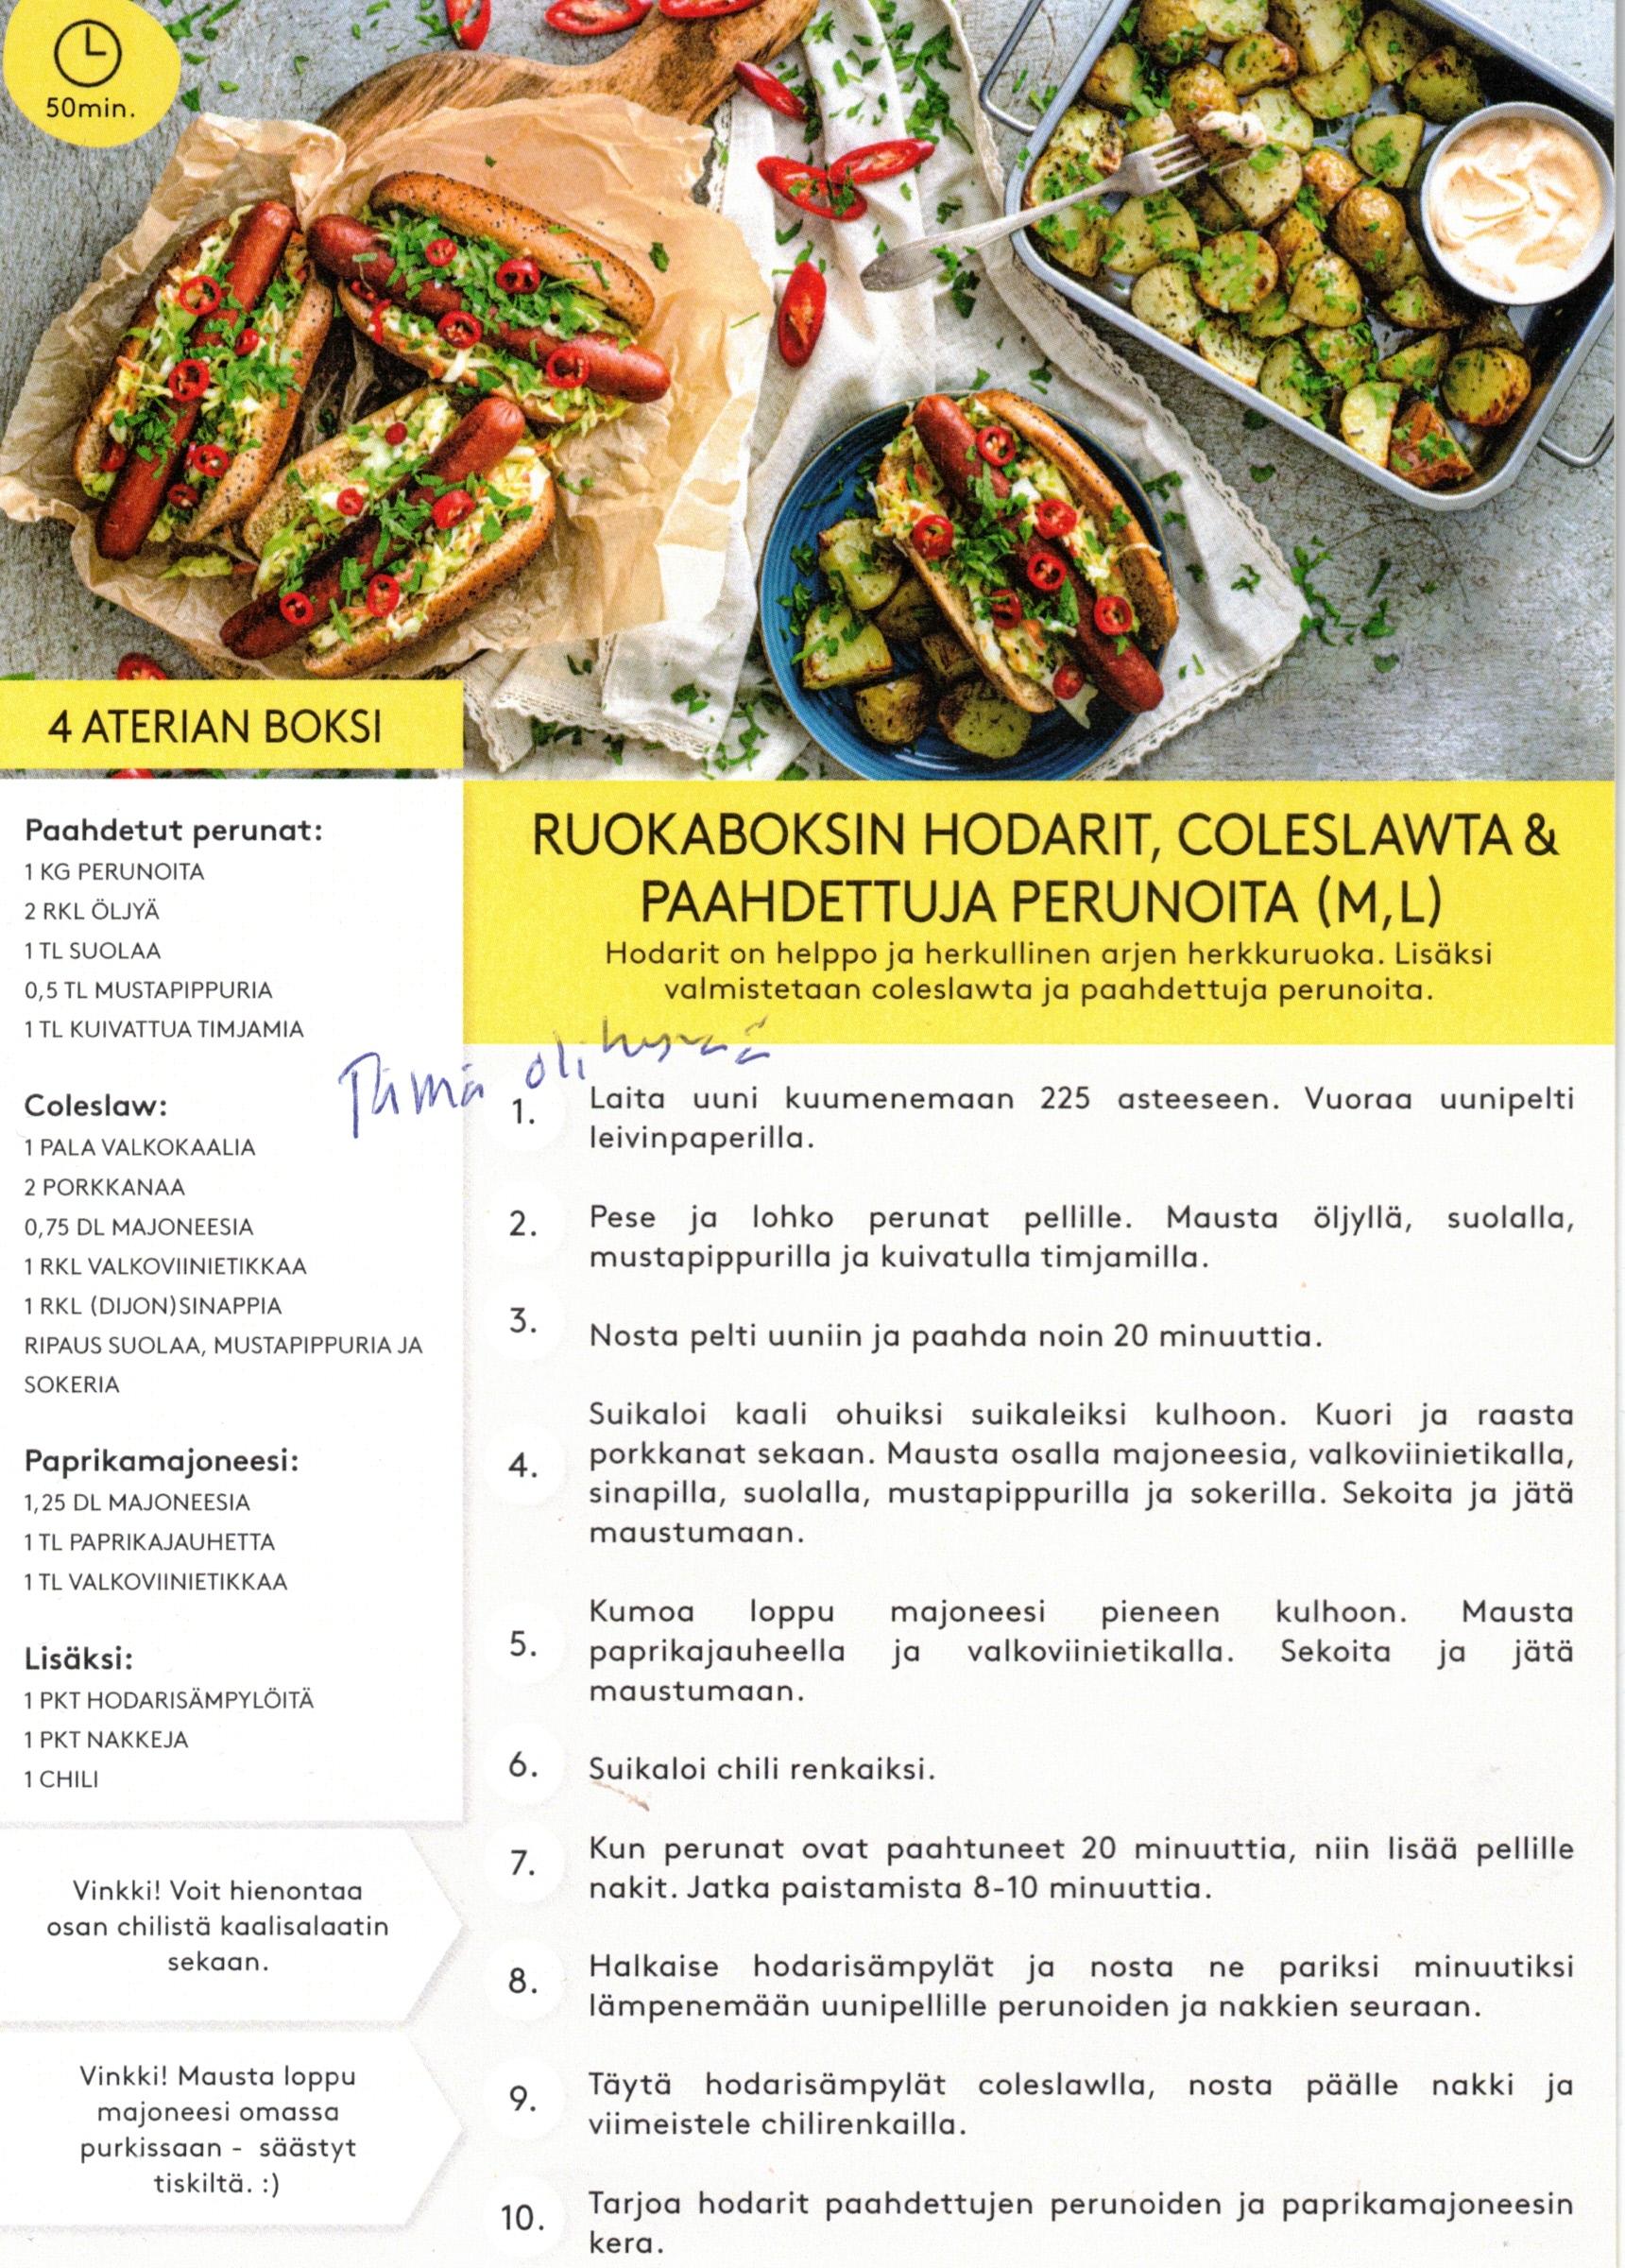 50min.
4 ATERIAN BOKSI
Paahdetut perunat:
1 KG PERUNOITA
2 RKL ÖLJYÄ
1 TL SUOLAA
0,5 TL MUSTAPIPPURIA
1 TL KUIVATTUA TIMJAMIA
Coleslaw:
1 PALA VALKOKAALIA
2 PORKKANAA
0,75 DL MAJONEESIA
1 RKL VALKOVIINIETIKKAA
1 RKL (DIJON)SINAPPIA
RIPAUS SUOLAA, MUSTAPIPPURIA JA
SOKERIA
Paprikamajoneesi:
1,25 DL MAJONEESIA
1 TL PAPRIKAJAUHETTA
1 TL VALKOVIINIETIKKAA
Lisäksi:
1 PKT HODARISÄMPYLÖITÄ
1 PKT NAKKEJA
1 CHILI
Vinkki! Voit hienontaa
osan chilistä kaalisalaatin
sekaan.
Vinkki! Mausta loppu
majoneesi omassa
purkissaan - säästyt
tiskiltä. :)
RUOKABOKSIN HODARIT, COLESLAWTA &
PAAHDETTUJA PERUNOITA (M,L)
Hodarit on helppo ja herkullinen arjen herkkuruoka. Lisäksi
valmistetaan coleslawta ja paahdettuja perunoita.
Tämä oli hyvää
1. Laita uuni kuumenemaan 225 asteeseen. Vuoraa uunipelti
leivinpaperilla.
2. Pese ja lohko perunat pellille. Mausta öljyllä, suolalla,
mustapippurilla ja kuivatulla timjamilla.
3. Nosta pelti uuniin ja paahda noin 20 minuuttia.
4. Suikaloi kaali ohuiksi suikaleiksi kulhoon. Kuori ja raasta
porkkanat sekaan. Mausta osalla majoneesia, valkoviinietikalla,
sinapilla, suolalla, mustapippurilla ja sokerilla. Sekoita ja jätä
maustumaan.
5. Kumoa loppu majoneesi pieneen kulhoon. Mausta
paprikajauheella ja valkoviinietikalla. Sekoita ja jätä
maustumaan.
6. Suikaloi chili renkaiksi.
7. Kun perunat ovat paahtuneet 20 minuuttia, niin lisää pellille
nakit. Jatka paistamista 8-10 minuuttia.
8. Halkaise hodarisämpylät ja nosta ne pariksi minuutiksi
lämpenemään uunipellille perunoiden ja nakkien seuraan.
9. Täytä hodarisämpylät coleslawlla, nosta päälle nakki ja
viimeistele chilirenkailla.
10. Tarjoa hodarit paahdettujen perunoiden ja paprikamajoneesin
kera.